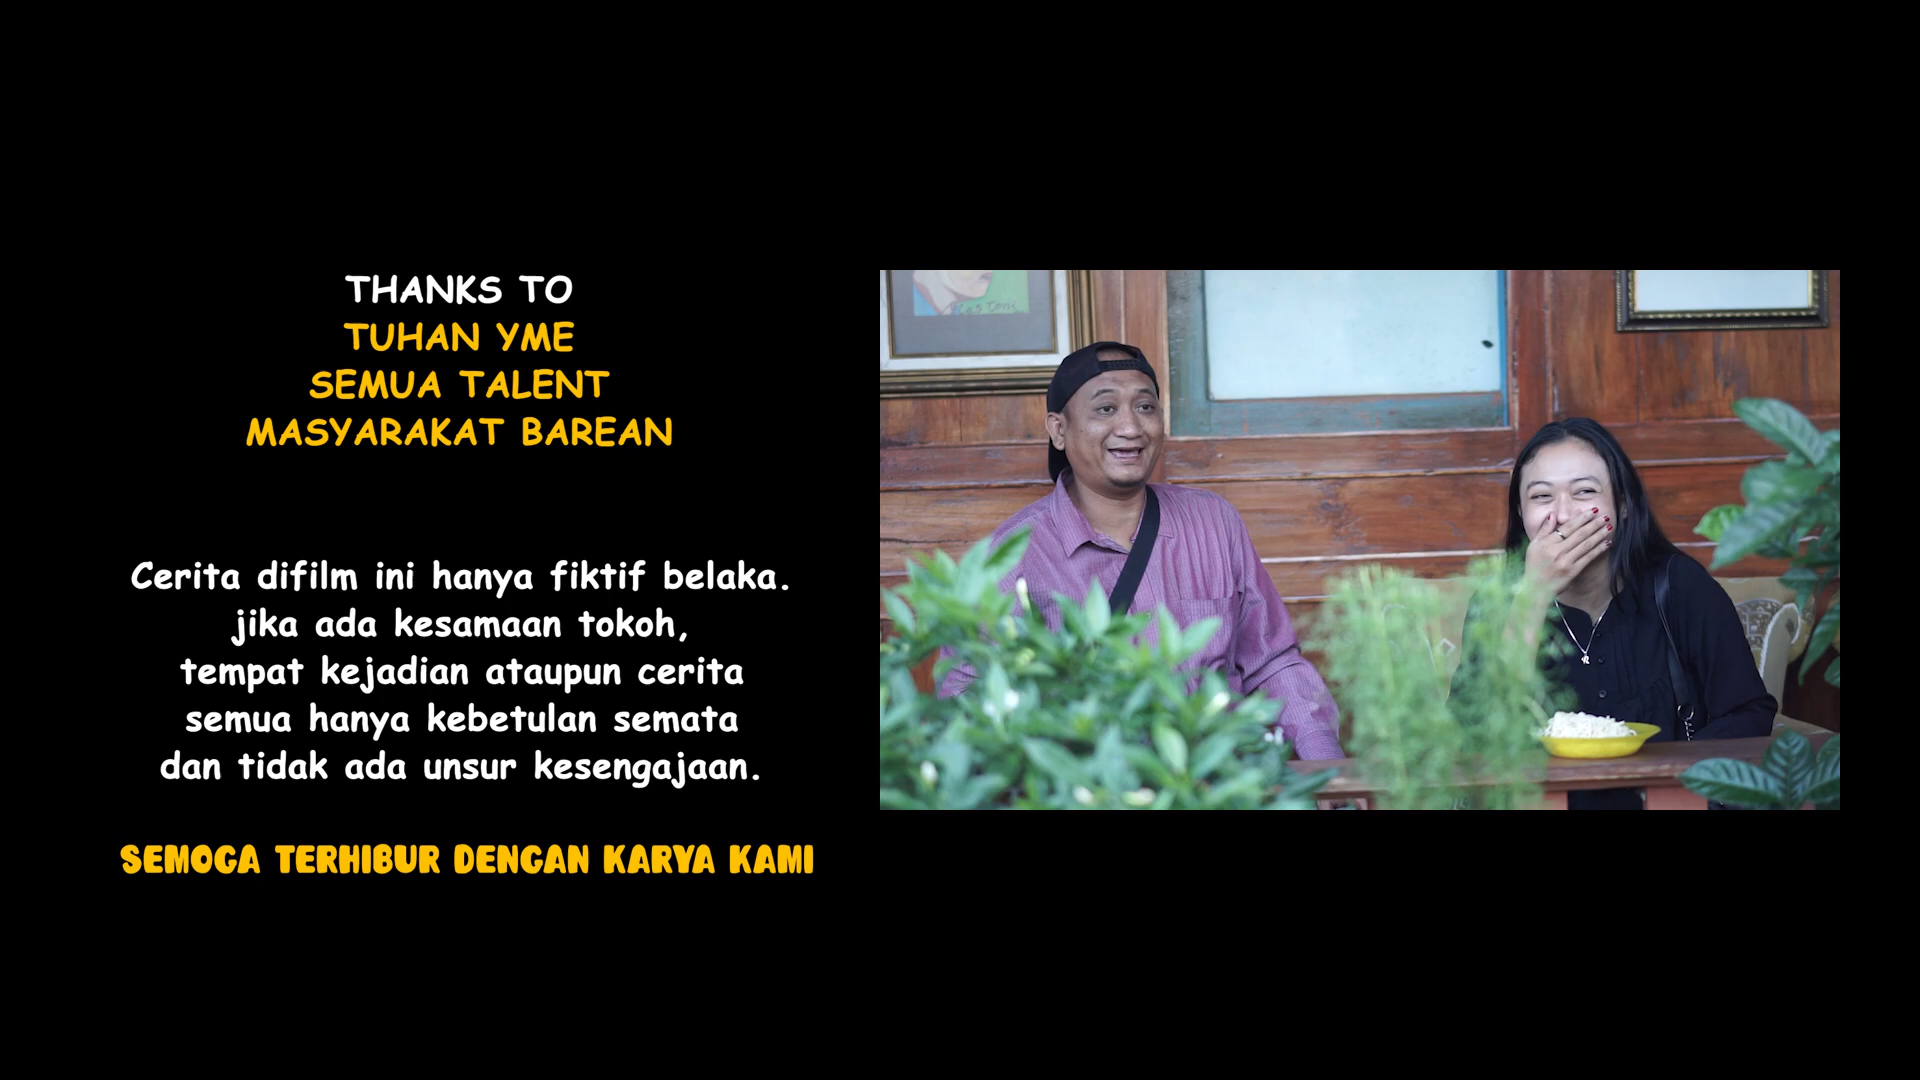 THANKS TO
TUHAN YME
SEMUA TALENT
MASYARAKAT BAREAN
Cerita difilm ini hanya fiktif belaka.
jika ada kesamaan tokoh,
tempat kejadian ataupun cerita
semua hanya kebetulan semata
dan tidak ada unsur kesengajaan.
SEMOGA TERHIBUR DENGAN KARYA KAMI